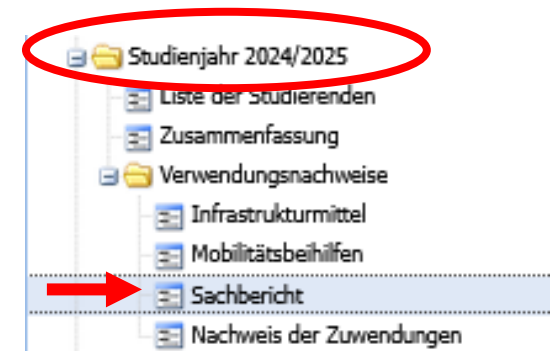 Studienjahr 2024/2025
Liste der Studierenden
Zusammenfassung
Verwendungsnachweise
Infrastrukturmittel
Mobilitätsbeihilfen
Sachbericht
Nachweis der Zuwendungen